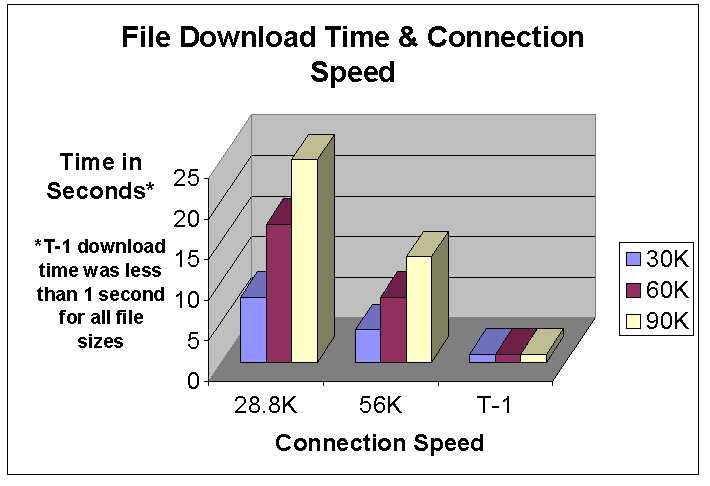 File Download Time & Connection
Speed
Time in
Seconds*
*T-1 download
time was less
than 1 second
for all file
sizes
25
20
15
10
5
0
28.8K
56K
T-1
Connection Speed
30K
60K
90K